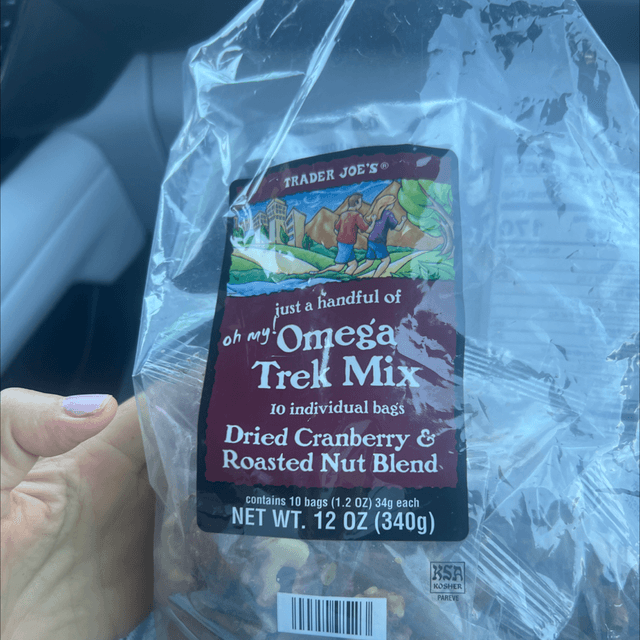 TRADER JOE'S®
just a handful of
oh my! Omega
Trek Mix
10 individual bags
Dried Cranberry &
Roasted Nut Blend
contains 10 bags (1.2 OZ) 34g each
NET WT. 12 OZ (340g)
KSA
KOSHER
PAREVE